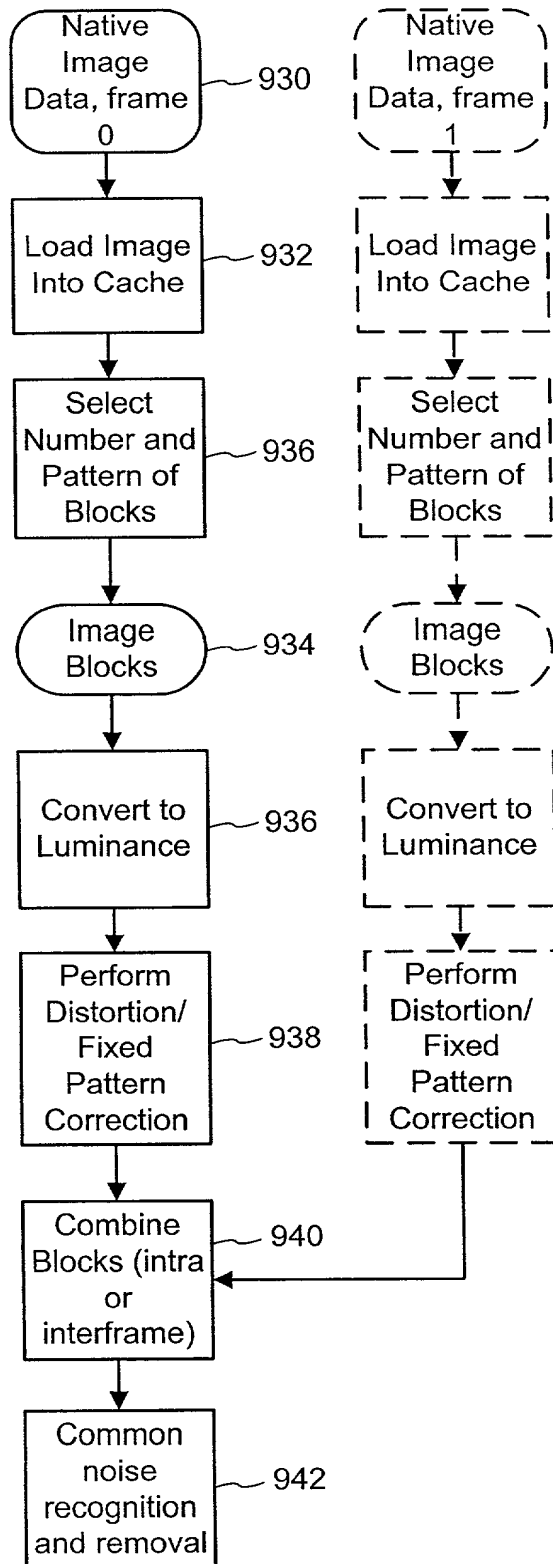 Native
Image
Data, frame
0
930
Load Image
Into Cache
932
Select
Number and
Pattern of
Blocks
936
Image
Blocks
934
Convert to
Luminance
936
Perform
Distortion/
Fixed
Pattern
Correction
938
Combine
Blocks (intra
or
interframe)
940
Common
noise
recognition
and removal
942
Native
Image
Data, frame
1
Load Image
Into Cache
Select
Number and
Pattern of
Blocks
Image
Blocks
Convert to
Luminance
Perform
Distortion/
Fixed
Pattern
Correction